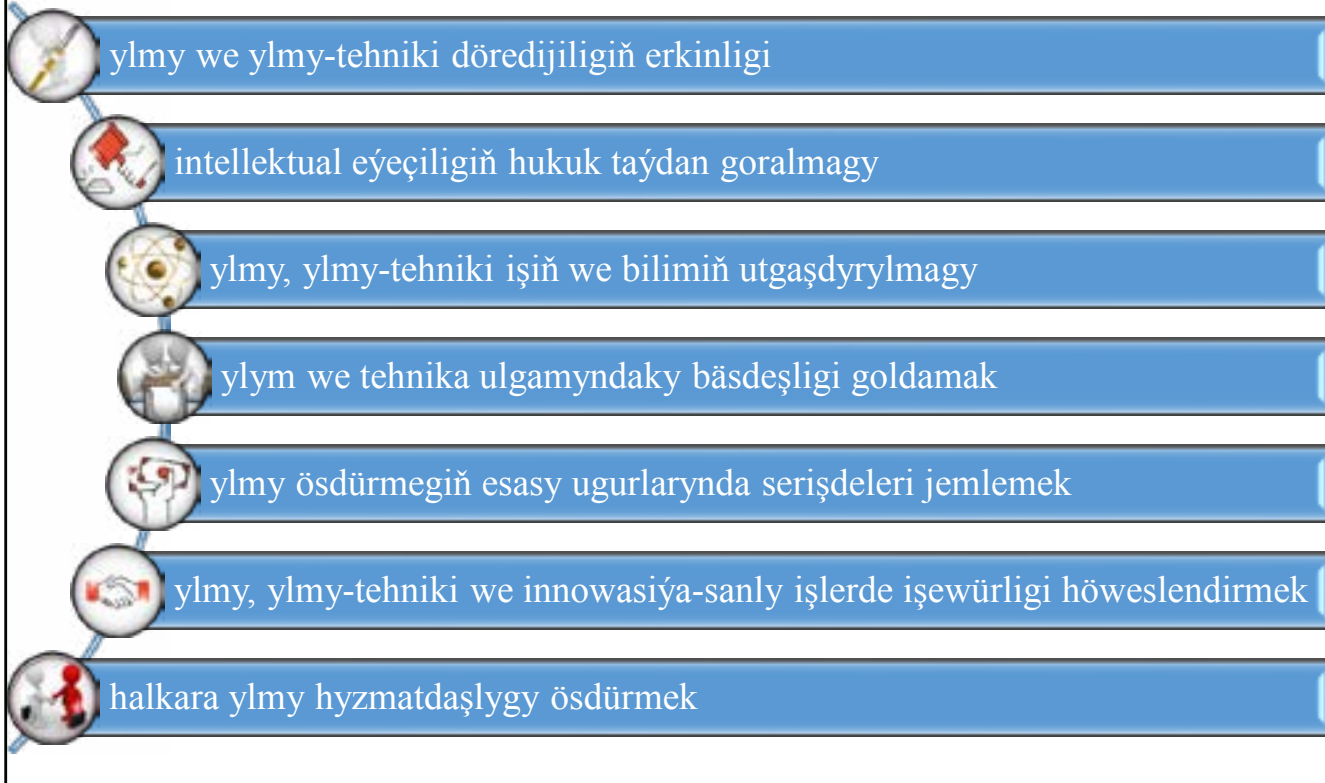 ylmy we ylmy-tehniki döredijiligiň erkinligi
intellektual eýeçiligiň hukuk taýdan goralmagy
ylmy, ylmy-tehniki işiň we bilimiň utgaşdyrylmagy
ylym we tehnika ulgamyndaky bäsdeşligi goldamak
ylmy ösdürmegiň esasy ugurlarynda serişdeleri jemlemek
ylmy, ylmy-tehniki we innowasiýa-sanly işlerde işewürligi höweslendirmek
halkara ylmy hyzmatdaşlygy ösdürmek